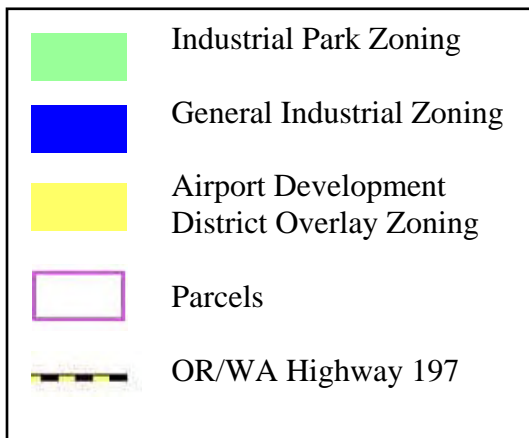 Industrial Park Zoning
General Industrial Zoning
Airport Development
District Overlay Zoning
Parcels
OR/WA Highway 197